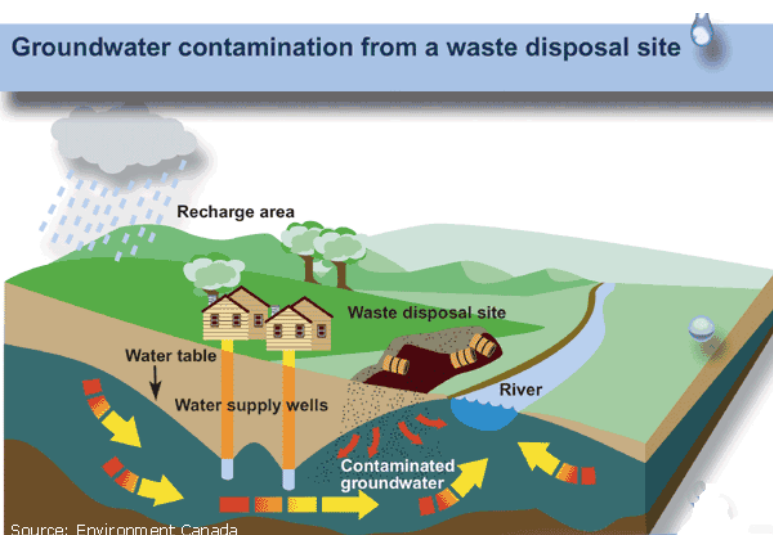 Groundwater contamination from a waste disposal site
Recharge area
Waste disposal site
Water table
River
Water supply wells
Contaminated
groundwater
Source: Environment Canada